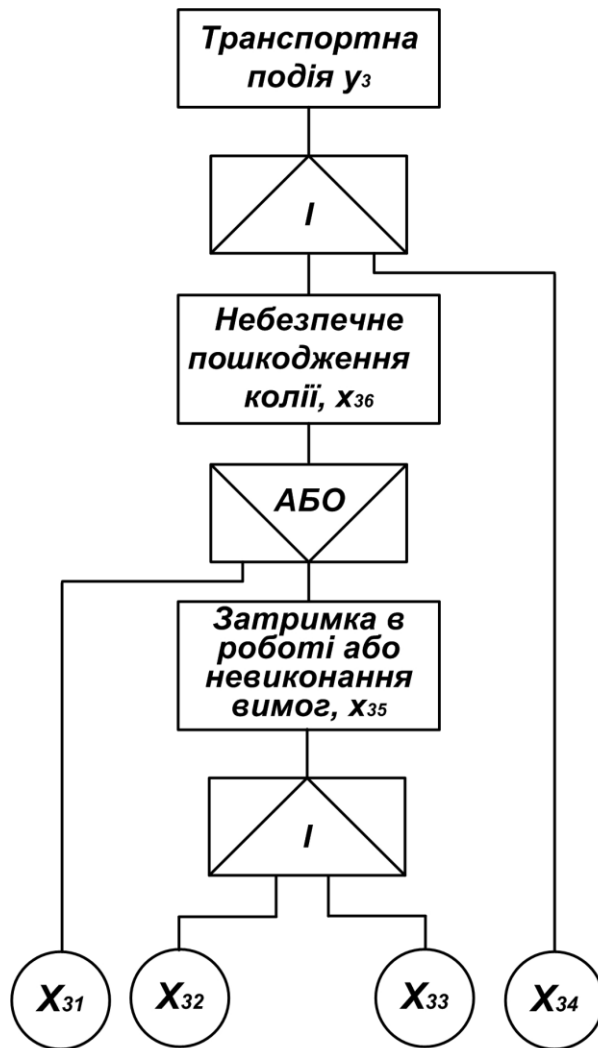 Транспортна
подія y₃
І
Небезпечне
пошкодження
колії, x₃₆
АБО
Затримка в
роботі або
невиконання
вимог, x₃₅
І
X₃₁ X₃₂ X₃₃ X₃₄